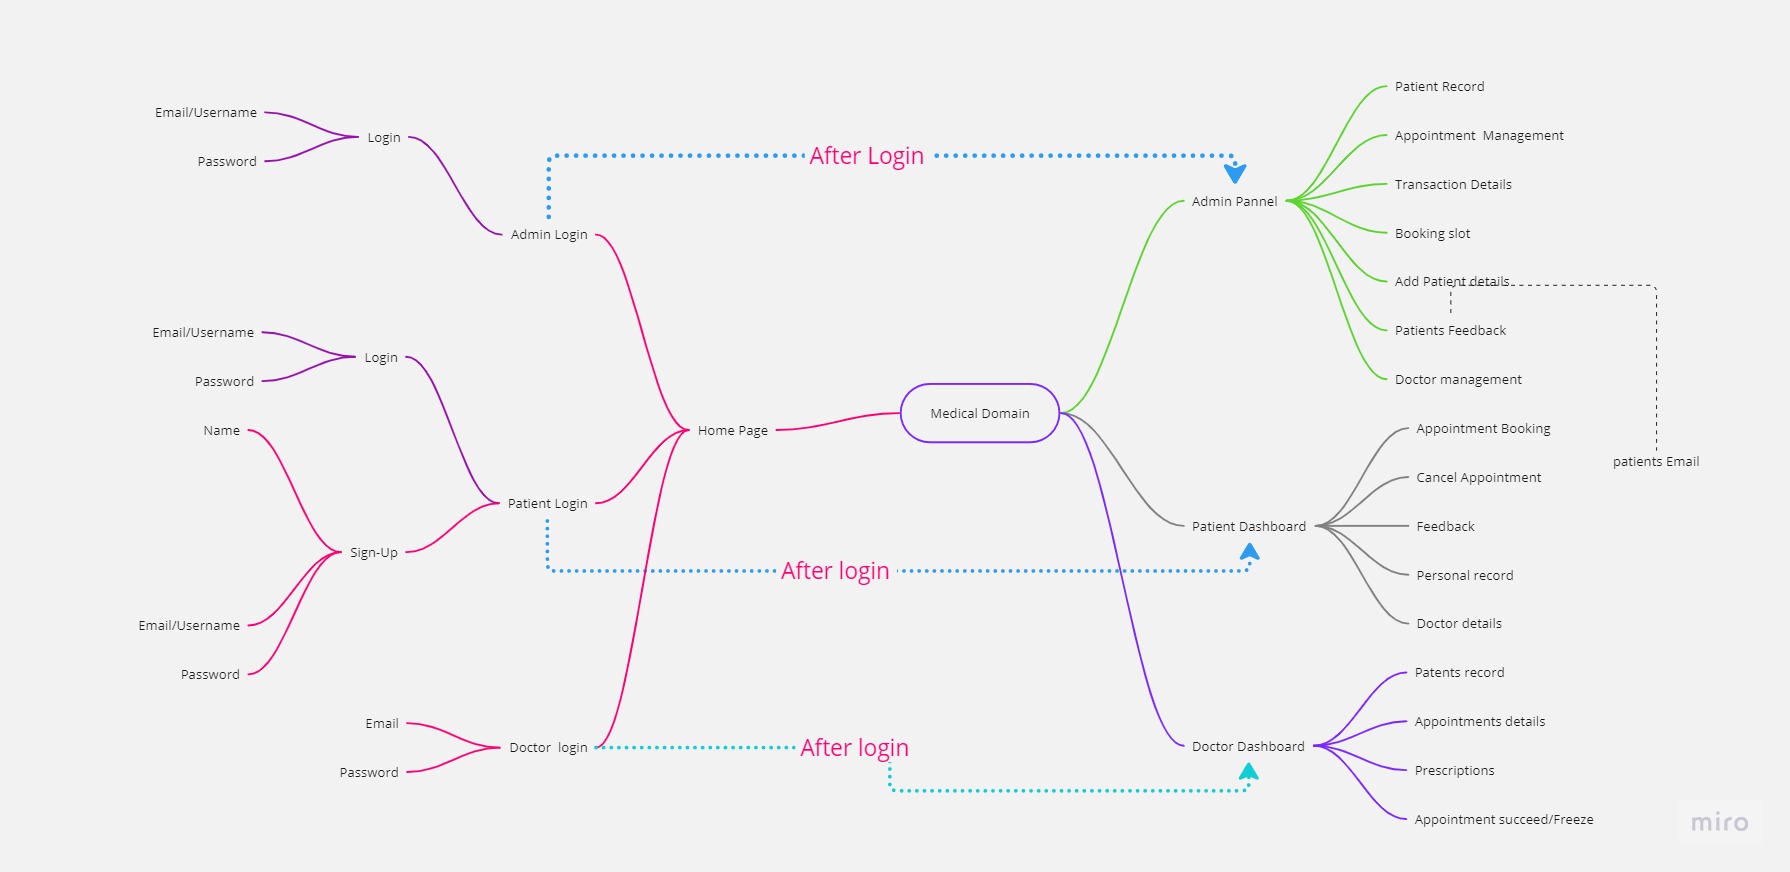 Email/Username
Password
Login
Admin Login
After Login
Email/Username
Password
Login
Name
Patient Login
Sign-Up
Email/Username
Password
After login
Email
Password
Doctor  login
After login
Home Page
Medical Domain
Admin Pannel
Patient Record
Appointment  Management
Transaction Details
Booking slot
Add Patient details
Patients Feedback
Doctor management
patients Email
Patient Dashboard
Appointment Booking
Cancel Appointment
Feedback
Personal record
Doctor details
Doctor Dashboard
Patents record
Appointments details
Prescriptions
Appointment succeed/Freeze
miro